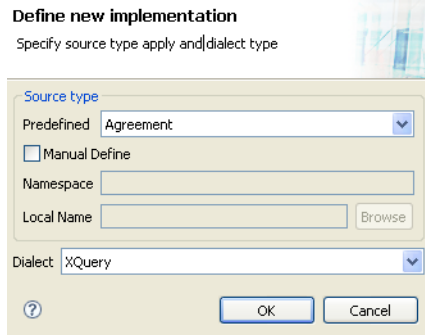 Define new implementation
Specify source type apply and dialect type
Source type
Predefined Agreement
Manual Define
Namespace
Local Name Browse
Dialect XQuery
? OK Cancel